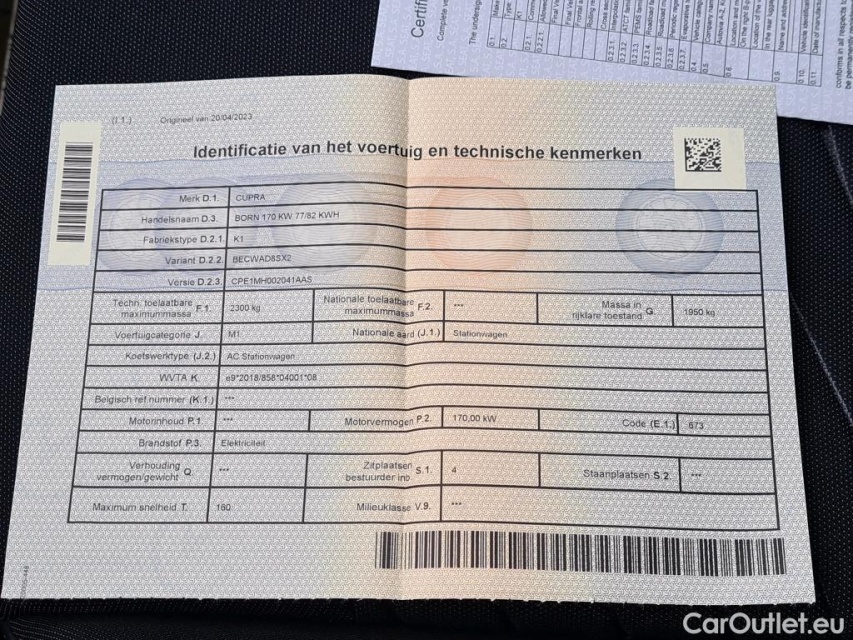 Certifi
Complete ve
The undersig
(I.1.) Origineel van 20/04/2023
Identificatie van het voertuig en technische kenmerken
Merk D.1. CUPRA
Handelsnaam D.3. BORN 170 KW 77/82 KWH
Fabriekstype D.2.1. K1
Variant D.2.2. BECWAD8SX2
Versie D.2.3. CPE1MH002041AAS
Techn. toelaatbare maximummassa F.1. 2300 kg Nationale toelaatbare maximummassa F.2. --- Massa in rijklare toestand G. 1950 kg
Voertuigcategorie J. M1 Nationale aard (J.1.) Stationwagen
Koetswerktype (J.2.) AC Stationwagen
WVTA K. e9*2018/858*04001*08
Belgisch ref nummer (K.1.) ---
Motorinhoud P.1. --- Motorvermogen P.2. 170,00 kW Code (E.1.) 673
Brandstof P.3. Elektriciteit
Verhouding vermogen/gewicht Q. --- Zitplaatsen bestuurder inb S.1. 4 Staanplaatsen S.2. ---
Maximum snelheid T. 160 Milieuklasse V.9. ---
CarOutlet.eu